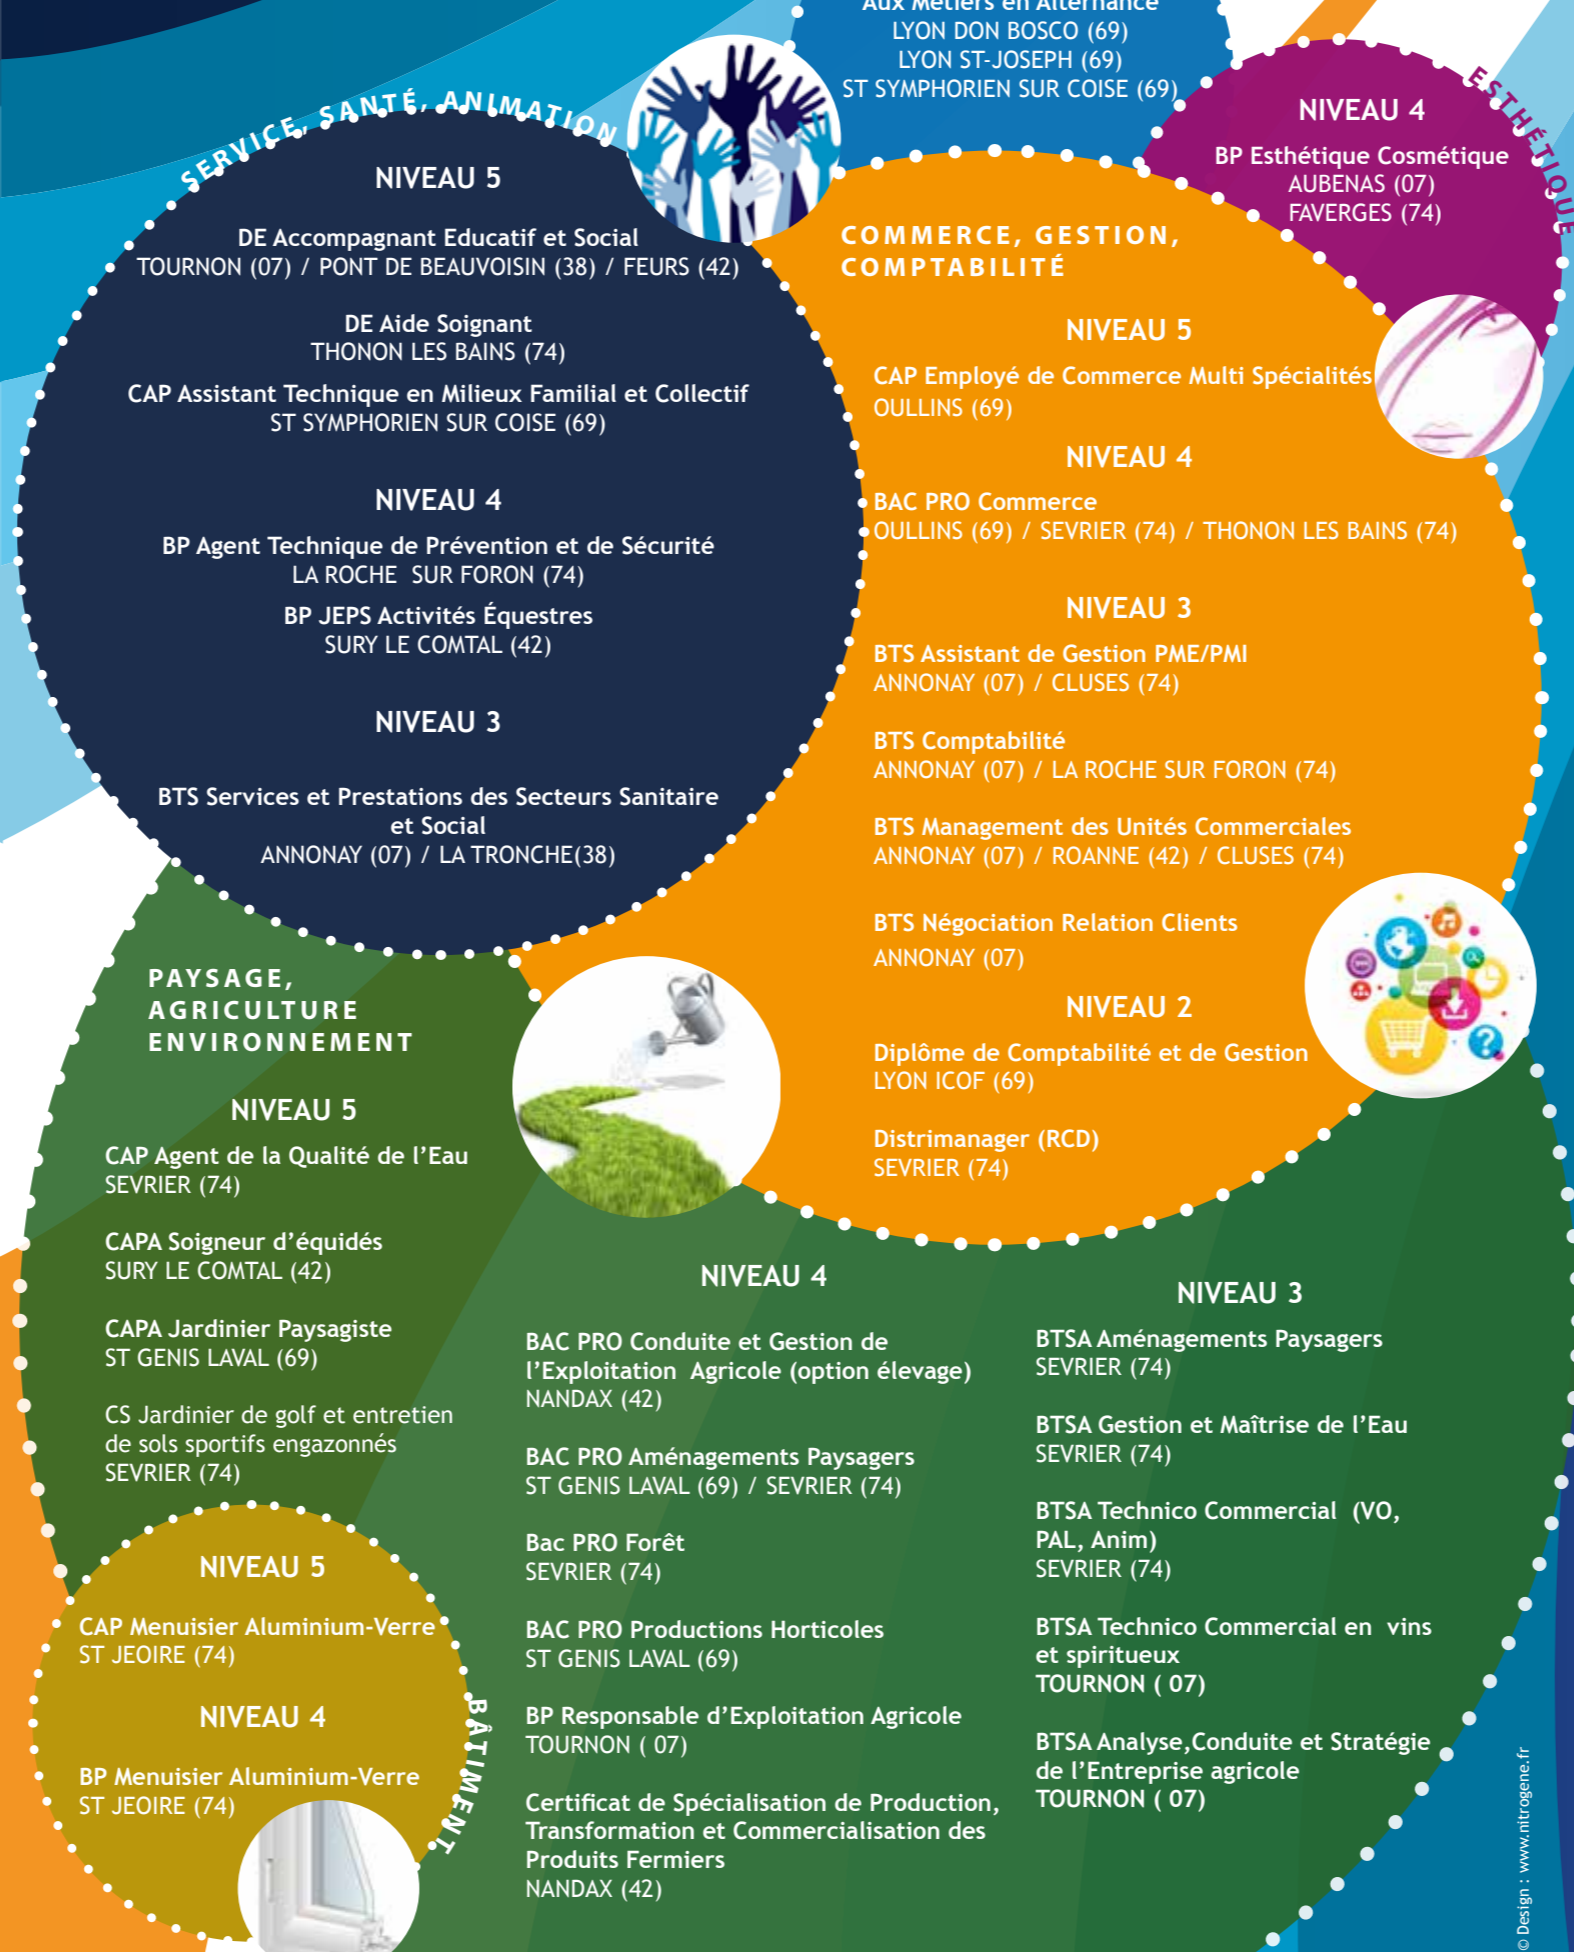 Aux Métiers en Alternance
LYON DON BOSCO (69)
LYON ST-JOSEPH (69)
ST SYMPHORIEN SUR COISE (69)
ESTHÉTIQUE
NIVEAU 4
BP Esthétique Cosmétique
AUBENAS (07)
FAVERGES (74)
SERVICE, SANTÉ, ANIMATION
NIVEAU 5
DE Accompagnant Educatif et Social
TOURNON (07) / PONT DE BEAUVOISIN (38) / FEURS (42)
DE Aide Soignant
THONON LES BAINS (74)
CAP Assistant Technique en Milieux Familial et Collectif
ST SYMPHORIEN SUR COISE (69)
NIVEAU 4
BP Agent Technique de Prévention et de Sécurité
LA ROCHE  SUR FORON (74)
BP JEPS Activités Équestres
SURY LE COMTAL (42)
NIVEAU 3
BTS Services et Prestations des Secteurs Sanitaire
et Social
ANNONAY (07) / LA TRONCHE(38)
COMMERCE, GESTION,
COMPTABILITÉ
NIVEAU 5
CAP Employé de Commerce Multi Spécialités
OULLINS (69)
NIVEAU 4
BAC PRO Commerce
OULLINS (69) / SEVRIER (74) / THONON LES BAINS (74)
NIVEAU 3
BTS Assistant de Gestion PME/PMI
ANNONAY (07) / CLUSES (74)
BTS Comptabilité
ANNONAY (07) / LA ROCHE SUR FORON (74)
BTS Management des Unités Commerciales
ANNONAY (07) / ROANNE (42) / CLUSES (74)
BTS Négociation Relation Clients
ANNONAY (07)
NIVEAU 2
Diplôme de Comptabilité et de Gestion
LYON ICOF (69)
Distrimanager (RCD)
SEVRIER (74)
PAYSAGE,
AGRICULTURE
ENVIRONNEMENT
NIVEAU 5
CAP Agent de la Qualité de l'Eau
SEVRIER (74)
CAPA Soigneur d'équidés
SURY LE COMTAL (42)
CAPA Jardinier Paysagiste
ST GENIS LAVAL (69)
CS Jardinier de golf et entretien
de sols sportifs engazonnés
SEVRIER (74)
NIVEAU 4
BAC PRO Conduite et Gestion de
l'Exploitation  Agricole (option élevage)
NANDAX (42)
BAC PRO Aménagements Paysagers
ST GENIS LAVAL (69) / SEVRIER (74)
Bac PRO Forêt
SEVRIER (74)
BAC PRO Productions Horticoles
ST GENIS LAVAL (69)
BP Responsable d'Exploitation Agricole
TOURNON ( 07)
Certificat de Spécialisation de Production,
Transformation et Commercialisation des
Produits Fermiers
NANDAX (42)
NIVEAU 3
BTSA Aménagements Paysagers
SEVRIER (74)
BTSA Gestion et Maîtrise de l'Eau
SEVRIER (74)
BTSA Technico Commercial  (VO,
PAL, Anim)
SEVRIER (74)
BTSA Technico Commercial en  vins
et spiritueux
TOURNON ( 07)
BTSA Analyse,Conduite et Stratégie
de l'Entreprise agricole
TOURNON ( 07)
NIVEAU 5
CAP Menuisier Aluminium-Verre
ST JEOIRE (74)
NIVEAU 4
BP Menuisier Aluminium-Verre
ST JEOIRE (74)
BÂTIMENT
© Design : www.nitrogene.fr